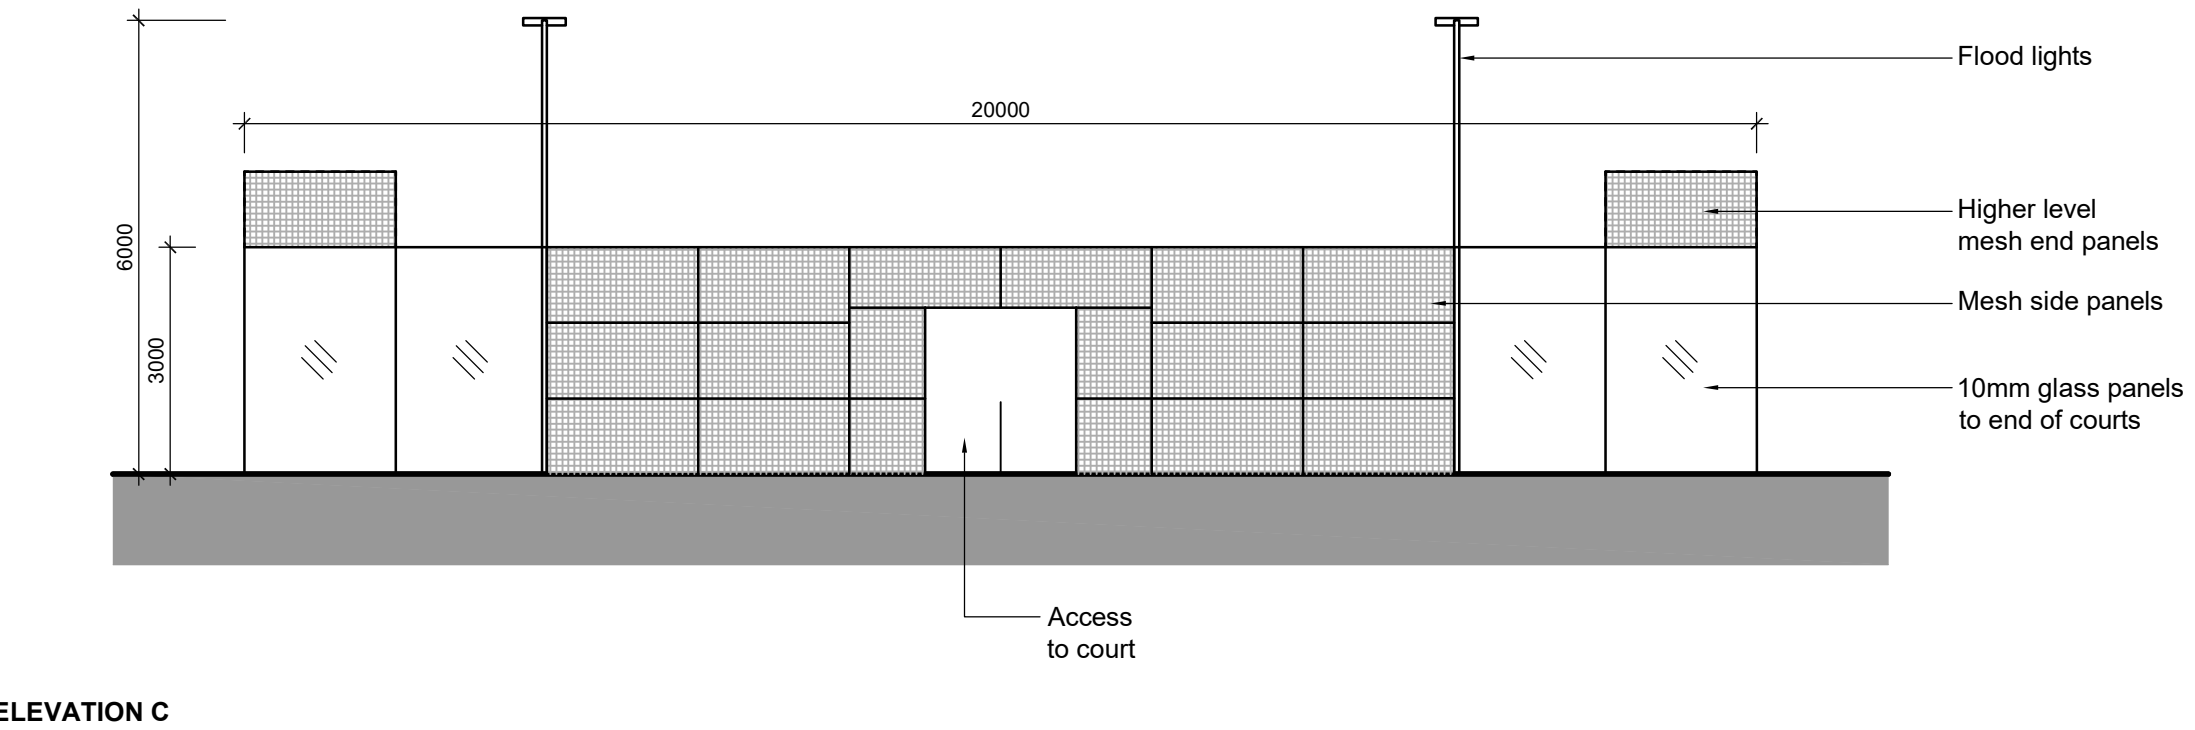 Flood lights
20000
Higher level
mesh end panels
6000
Mesh side panels
3000
10mm glass panels
to end of courts
Access
to court
ELEVATION C